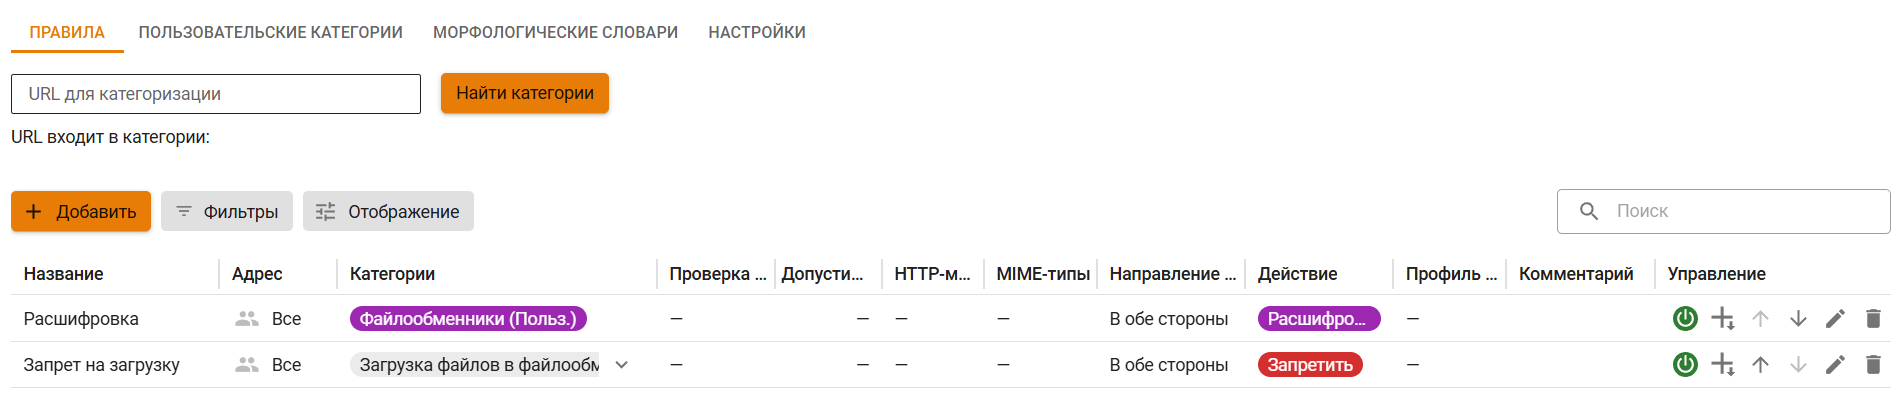 ПРАВИЛА ПОЛЬЗОВАТЕЛЬСКИЕ КАТЕГОРИИ МОРФОЛОГИЧЕСКИЕ СЛОВАРИ НАСТРОЙКИ
URL для категоризации Найти категории
URL входит в категории:
Добавить Фильтры Отображение Поиск
Название Адрес Категории Проверка ... Допусти... HTTP-м... MIME-типы Направление ... Действие Профиль ... Комментарий Управление
Расшифровка Все Файлообменники (Польз.) — — — — В обе стороны Расшифро... —
Запрет на загрузку Все Загрузка файлов в файлообм — — — — В обе стороны Запретить —